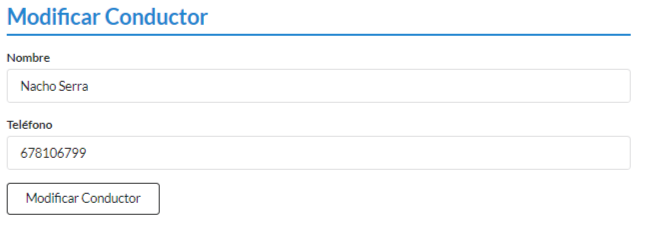 Modificar Conductor
Nombre
Nacho Serra
Teléfono
678106799
Modificar Conductor